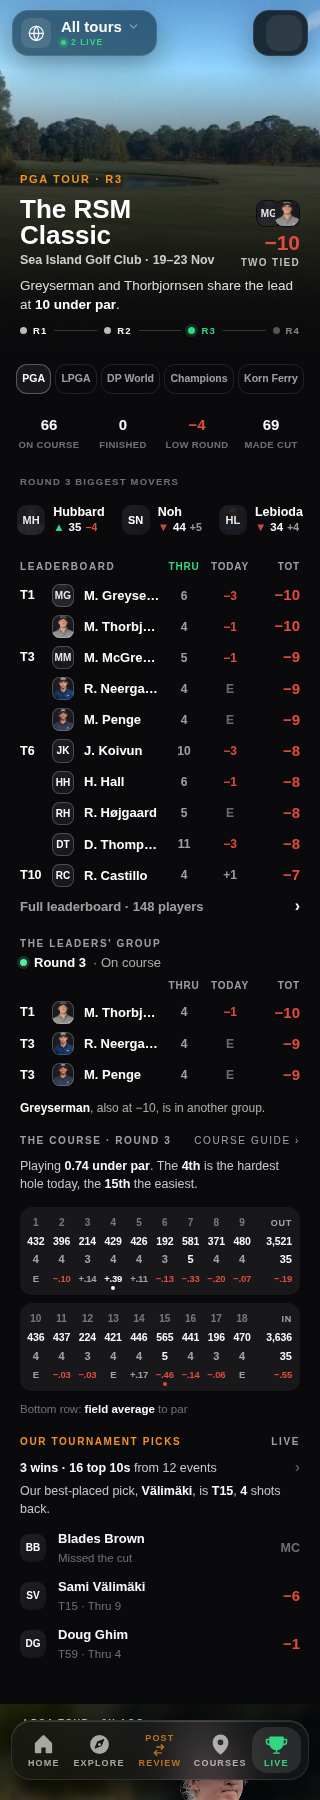 All tours
2 LIVE
PGA TOUR · R3
The RSM
Classic
Sea Island Golf Club · 19–23 Nov
MG
−10
TWO TIED
Greyserman and Thorbjornsen share the lead
at 10 under par.
R1 R2 R3 R4
PGA LPGA DP World Champions Korn Ferry
66 0 −4 69
ON COURSE FINISHED LOW ROUND MADE CUT
ROUND 3 BIGGEST MOVERS
MH Hubbard ▲ 35 −4
SN Noh ▼ 44 +5
HL Lebioda ▼ 34 +4
LEADERBOARD THRU TODAY TOT
T1 MG M. Greyse... 6 −3 −10
M. Thorbj... 4 −1 −10
T3 MM M. McGre... 5 −1 −9
R. Neerga... 4 E −9
M. Penge 4 E −9
T6 JK J. Koivun 10 −3 −8
HH H. Hall 6 −1 −8
RH R. Højgaard 5 E −8
DT D. Thomp... 11 −3 −8
T10 RC R. Castillo 4 +1 −7
Full leaderboard · 148 players ›
THE LEADERS' GROUP
Round 3 · On course
THRU TODAY TOT
T1 M. Thorbj... 4 −1 −10
T3 R. Neerga... 4 E −9
T3 M. Penge 4 E −9
Greyserman, also at −10, is in another group.
THE COURSE · ROUND 3 COURSE GUIDE ›
Playing 0.74 under par. The 4th is the hardest
hole today, the 15th the easiest.
1 2 3 4 5 6 7 8 9 OUT
432 396 214 429 426 192 581 371 480 3,521
4 4 3 4 4 3 5 4 4 35
E −.10 +.14 +.39 +.11 −.13 −.33 −.20 −.07 −.19
10 11 12 13 14 15 16 17 18 IN
436 437 224 421 446 565 441 196 470 3,636
4 4 3 4 4 5 4 3 4 35
E −.03 −.03 E +.17 −.46 −.14 −.06 E −.55
Bottom row: field average to par
OUR TOURNAMENT PICKS LIVE
3 wins · 16 top 10s from 12 events ›
Our best-placed pick, Välimäki, is T15, 4 shots
back.
BB Blades Brown MC
Missed the cut
SV Sami Välimäki −6
T15 · Thru 9
DG Doug Ghim −1
T59 · Thru 4
HOME EXPLORE POST REVIEW COURSES LIVE